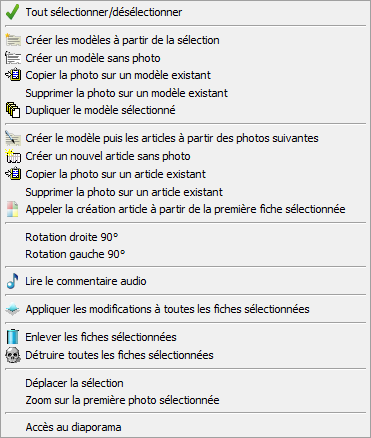 Tout sélectionner/désélectionner
Créer les modèles à partir de la sélection
Créer un modèle sans photo
Copier la photo sur un modèle existant
Supprimer la photo sur un modèle existant
Dupliquer le modèle sélectionné
Créer le modèle puis les articles à partir des photos suivantes
Créer un nouvel article sans photo
Copier la photo sur un article existant
Supprimer la photo sur un article existant
Appeler la création article à partir de la première fiche sélectionnée
Rotation droite 90°
Rotation gauche 90°
Lire le commentaire audio
Appliquer les modifications à toutes les fiches sélectionnées
Enlever les fiches sélectionnées
Détruire toutes les fiches sélectionnées
Déplacer la sélection
Zoom sur la première photo sélectionnée
Accès au diaporama